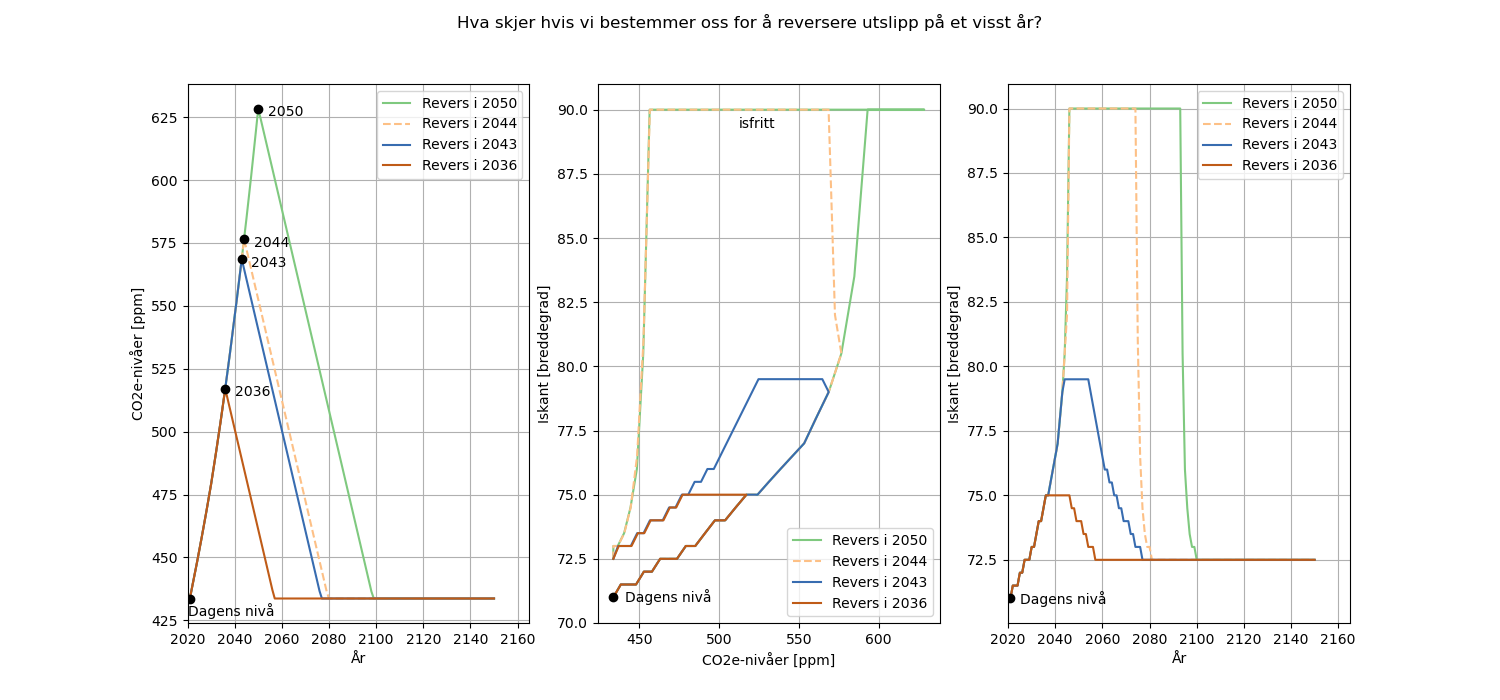 Hva skjer hvis vi bestemmer oss for å reversere utslipp på et visst år?
CO2e-nivåer [ppm]
625
600
575
550
525
500
475
450
425
2050
2044
2043
2036
Dagens nivå
Revers i 2050
Revers i 2044
Revers i 2043
Revers i 2036
2020 2040 2060 2080 2100 2120 2140 2160
År
Iskant [breddegrad]
90.0
87.5
85.0
82.5
80.0
77.5
75.0
72.5
70.0
isfritt
Dagens nivå
Revers i 2050
Revers i 2044
Revers i 2043
Revers i 2036
450 500 550 600
CO2e-nivåer [ppm]
Iskant [breddegrad]
90.0
87.5
85.0
82.5
80.0
77.5
75.0
72.5
Revers i 2050
Revers i 2044
Revers i 2043
Revers i 2036
Dagens nivå
2020 2040 2060 2080 2100 2120 2140 2160
År